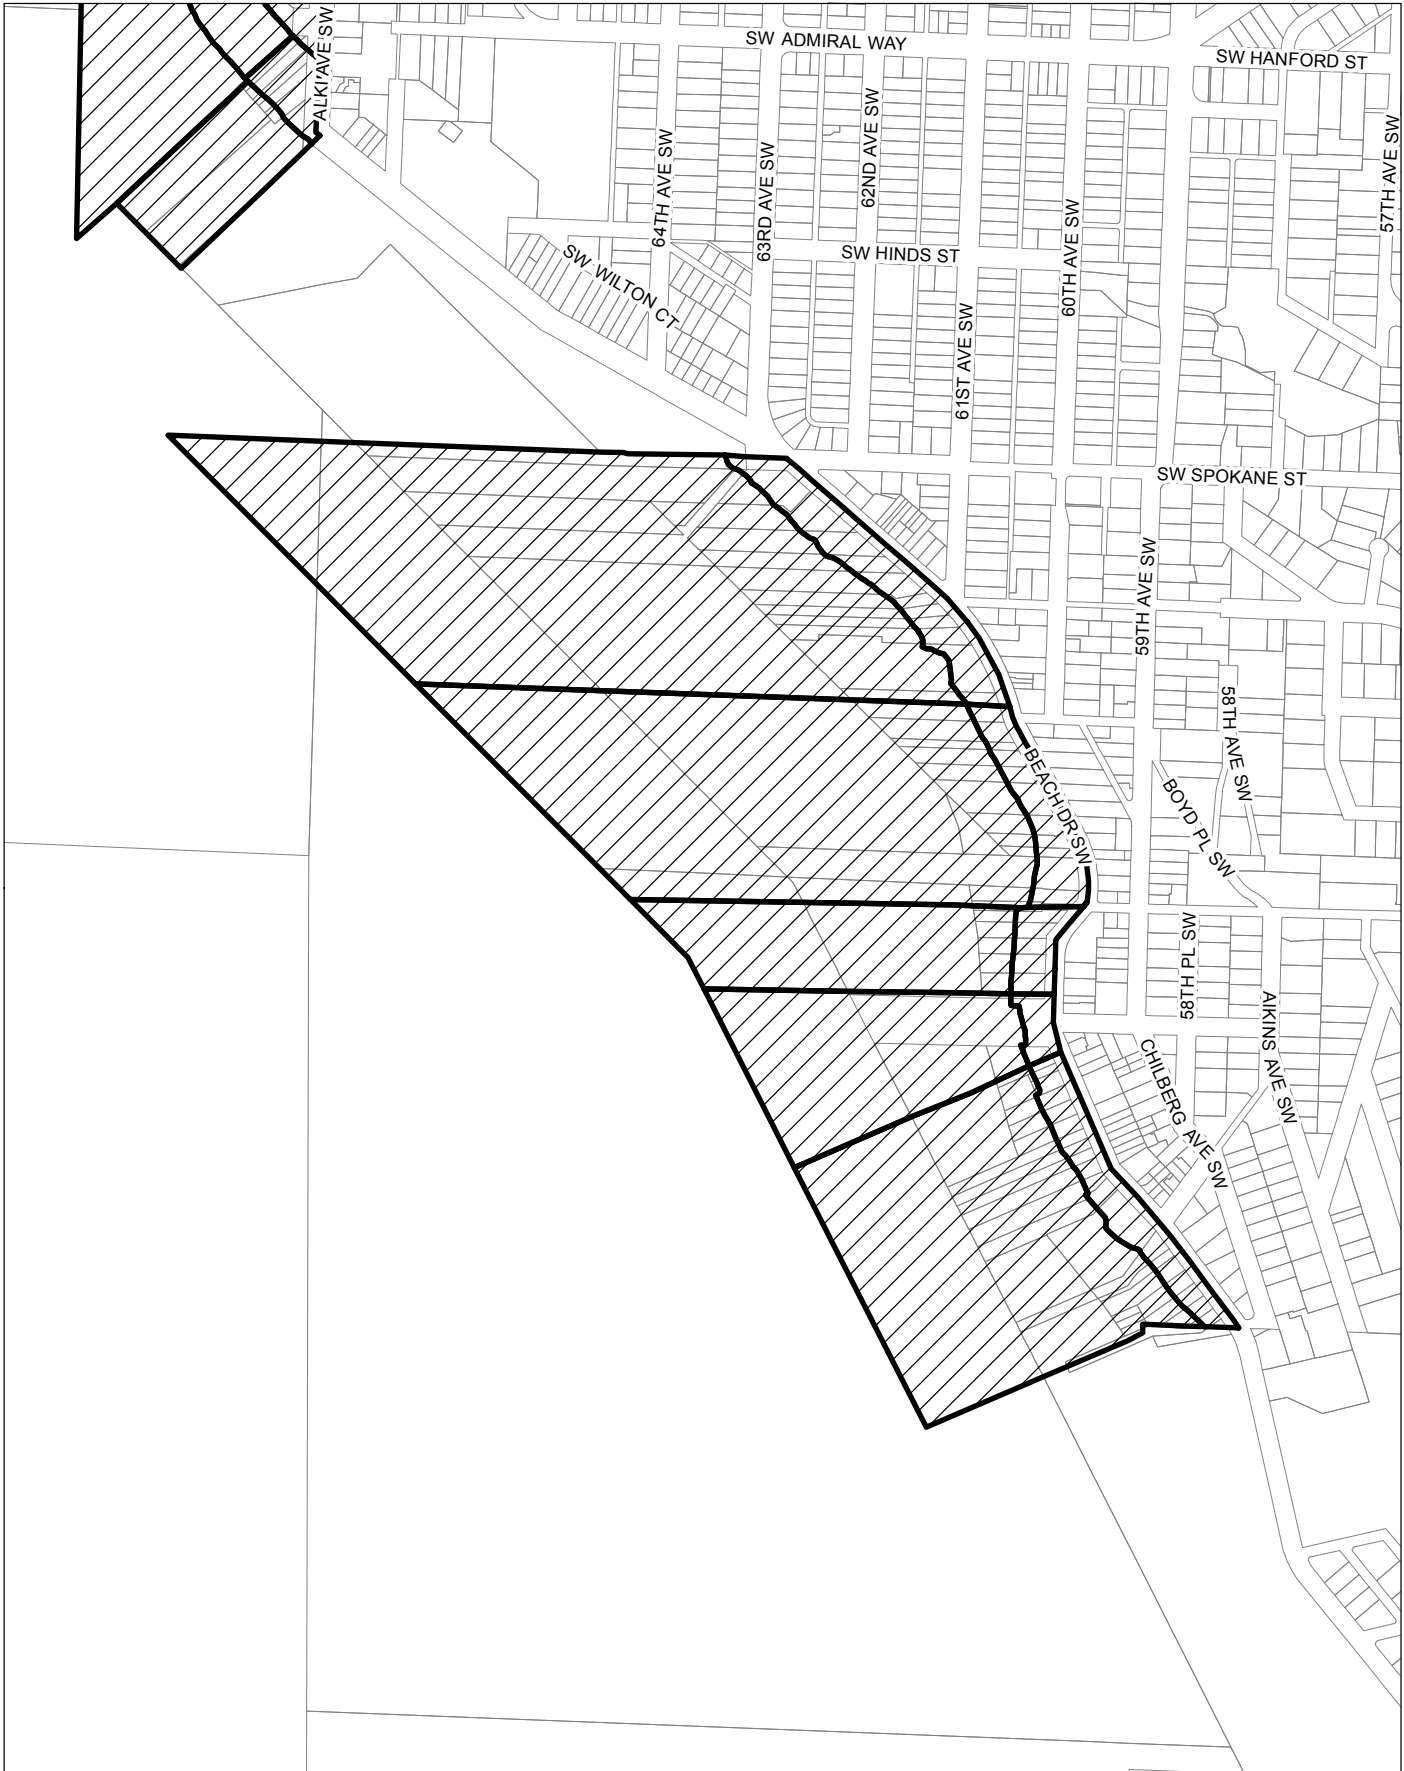 SW ADMIRAL WAY
SW HANFORD ST
ALKI AVE SW
64TH AVE SW
63RD AVE SW
62ND AVE SW
57TH AVE SW
60TH AVE SW
SW HINDS ST
SW WILTON CT
61ST AVE SW
SW SPOKANE ST
59TH AVE SW
58TH AVE SW
BEACH DR SW
BOYD PL SW
58TH PL SW
AIKINS AVE SW
CHILBERG AVE SW